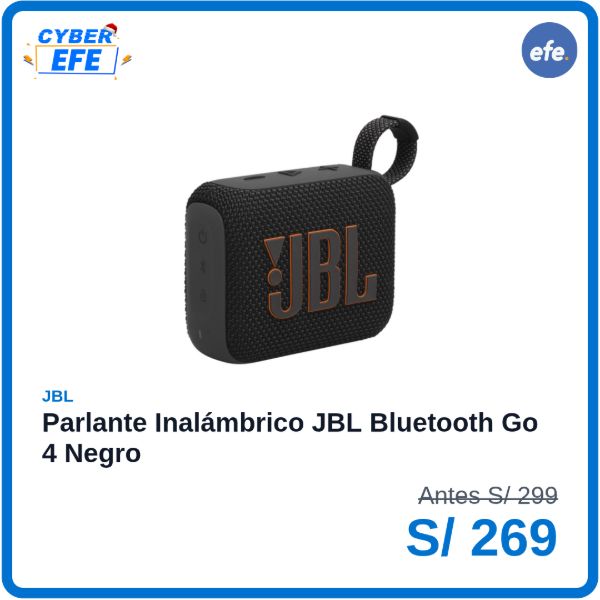 CYBER
EFE
efe.
JBL
JBL
Parlante Inalámbrico JBL Bluetooth Go
4 Negro
Antes S/ 299
S/ 269